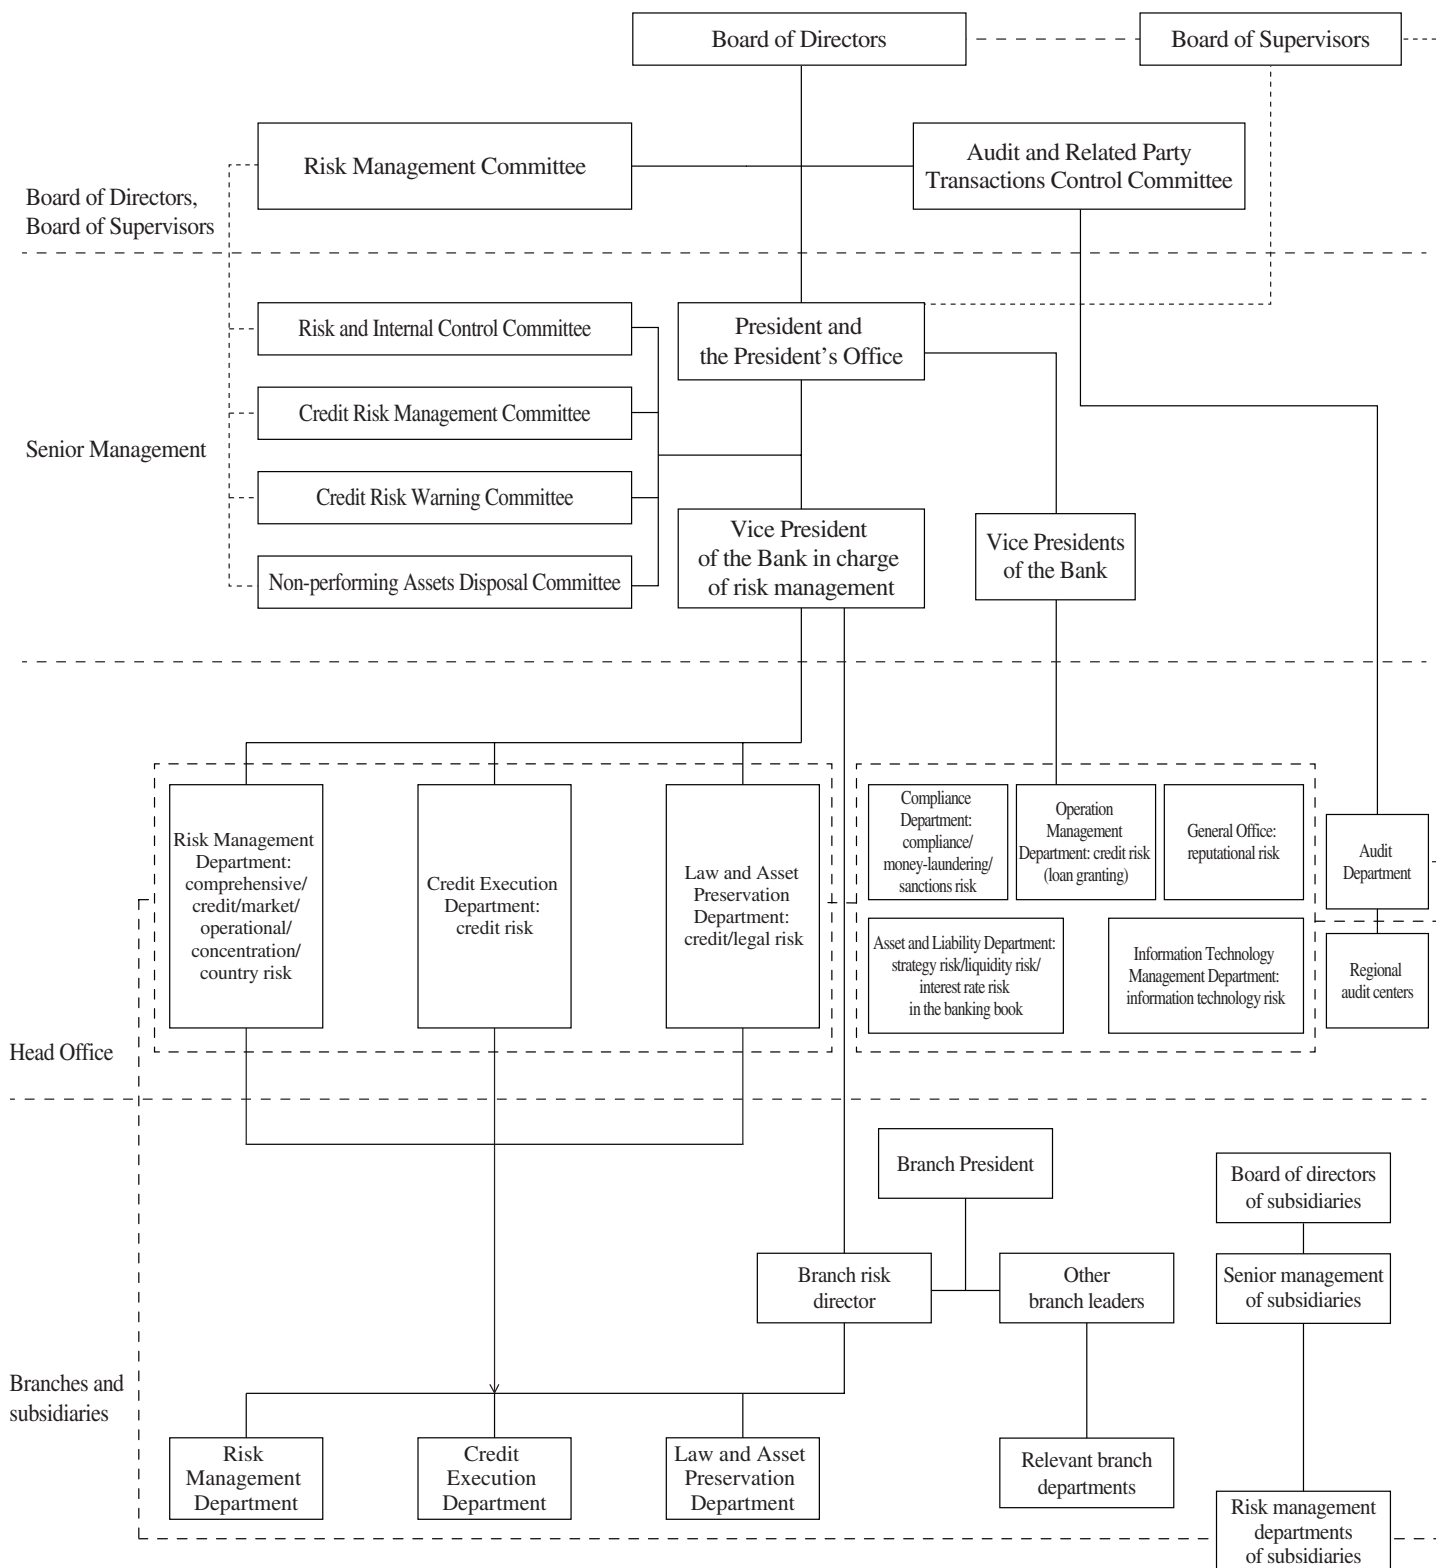 Board of Directors
Board of Supervisors
Risk Management Committee
Audit and Related Party
Transactions Control Committee
Board of Directors,
Board of Supervisors
Risk and Internal Control Committee
President and
the President's Office
Credit Risk Management Committee
Senior Management
Credit Risk Warning Committee
Vice President
of the Bank in charge
of risk management
Vice Presidents
of the Bank
Non-performing Assets Disposal Committee
Risk Management
Department:
comprehensive/
credit/market/
operational/
concentration/
country risk
Credit Execution
Department:
credit risk
Law and Asset
Preservation
Department:
credit/legal risk
Compliance
Department:
compliance/
money-laundering/
sanctions risk
Operation
Management
Department: credit risk
(loan granting)
General Office:
reputational risk
Audit
Department
Asset and Liability Department:
strategy risk/liquidity risk/
interest rate risk
in the banking book
Information Technology
Management Department:
information technology risk
Regional
audit centers
Head Office
Branch President
Board of directors
of subsidiaries
Branch risk
director
Other
branch leaders
Senior management
of subsidiaries
Branches and
subsidiaries
Risk
Management
Department
Credit
Execution
Department
Law and Asset
Preservation
Department
Relevant branch
departments
Risk management
departments
of subsidiaries